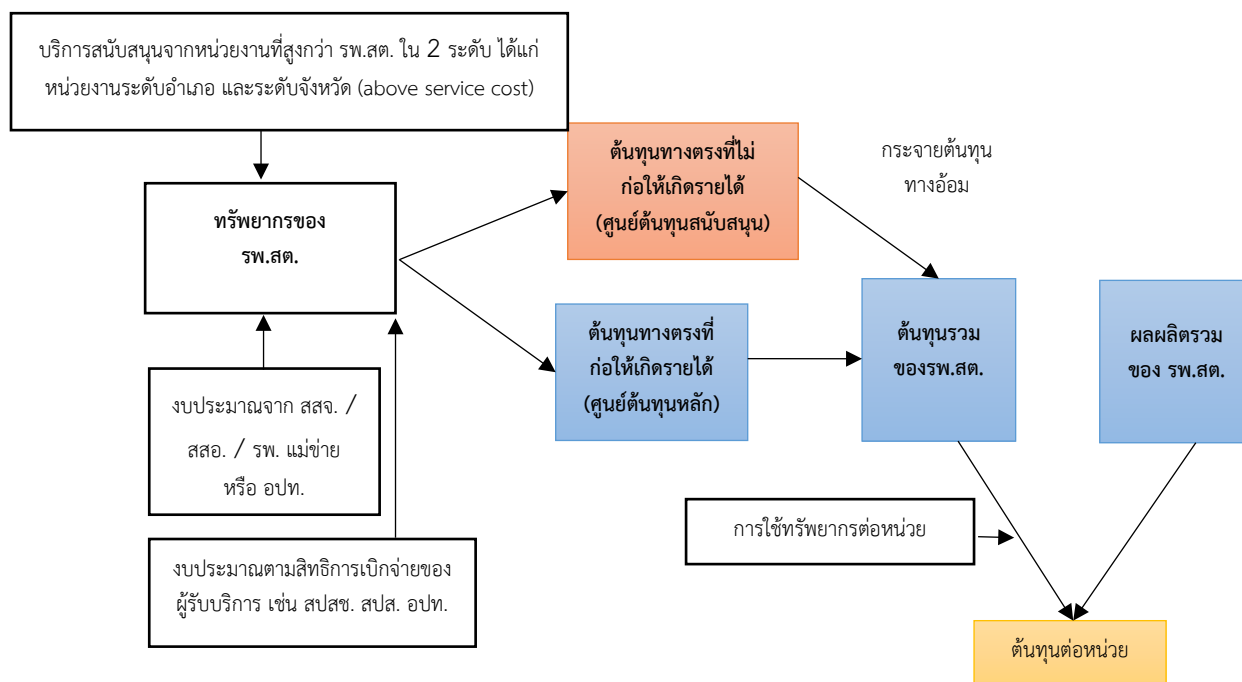 บริการสนับสนุนจากหน่วยงานที่สูงกว่า รพ.สต. ใน 2 ระดับ ได้แก่
หน่วยงานระดับอำเภอ และระดับจังหวัด (above service cost)
ต้นทุนทางตรงที่ไม่
ก่อให้เกิดรายได้
(ศูนย์ต้นทุนสนับสนุน)
กระจายต้นทุน
ทางอ้อม
ทรัพยากรของ
รพ.สต.
ต้นทุนทางตรงที่
ก่อให้เกิดรายได้
(ศูนย์ต้นทุนหลัก)
ต้นทุนรวม
ของรพ.สต.
ผลผลิตรวม
ของ รพ.สต.
งบประมาณจาก สสจ. /
สสอ. / รพ. แม่ข่าย
หรือ อปท.
การใช้ทรัพยากรต่อหน่วย
งบประมาณตามสิทธิการเบิกจ่ายของ
ผู้รับบริการ เช่น สปสช. สปส. อปท.
ต้นทุนต่อหน่วย